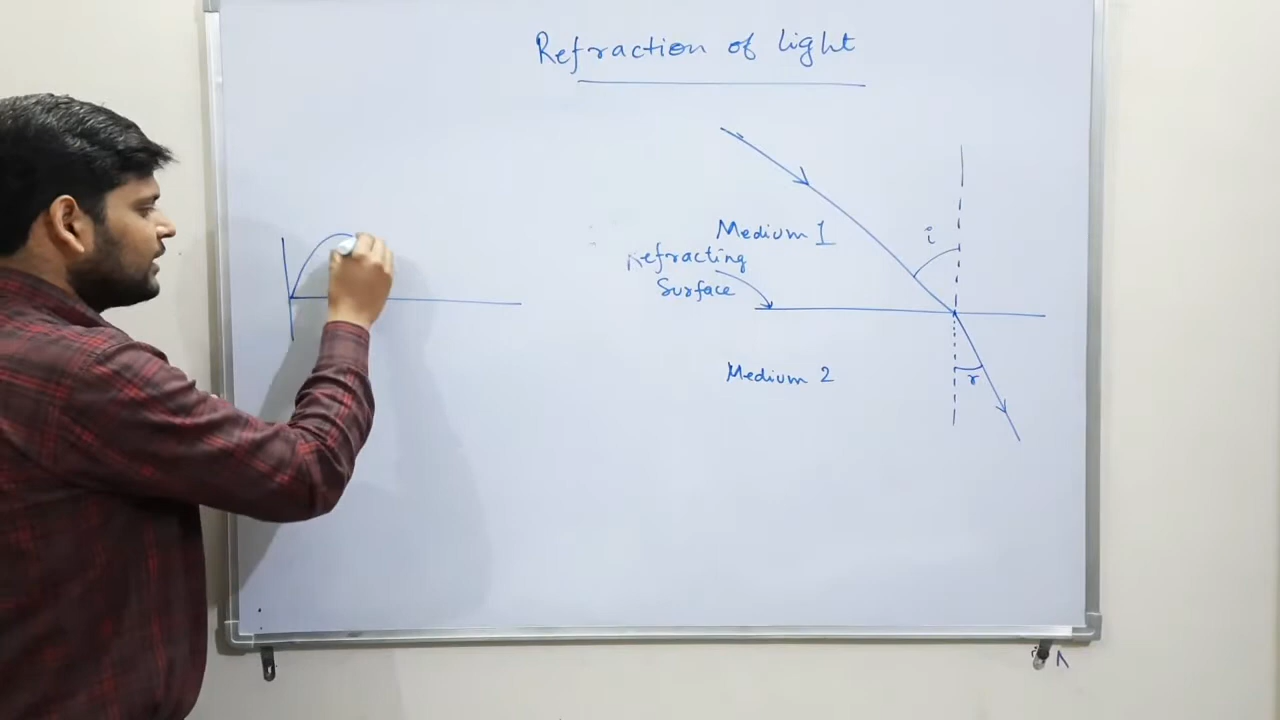 Refraction of light
i
Medium 1
Refracting
Surface
Medium 2
r